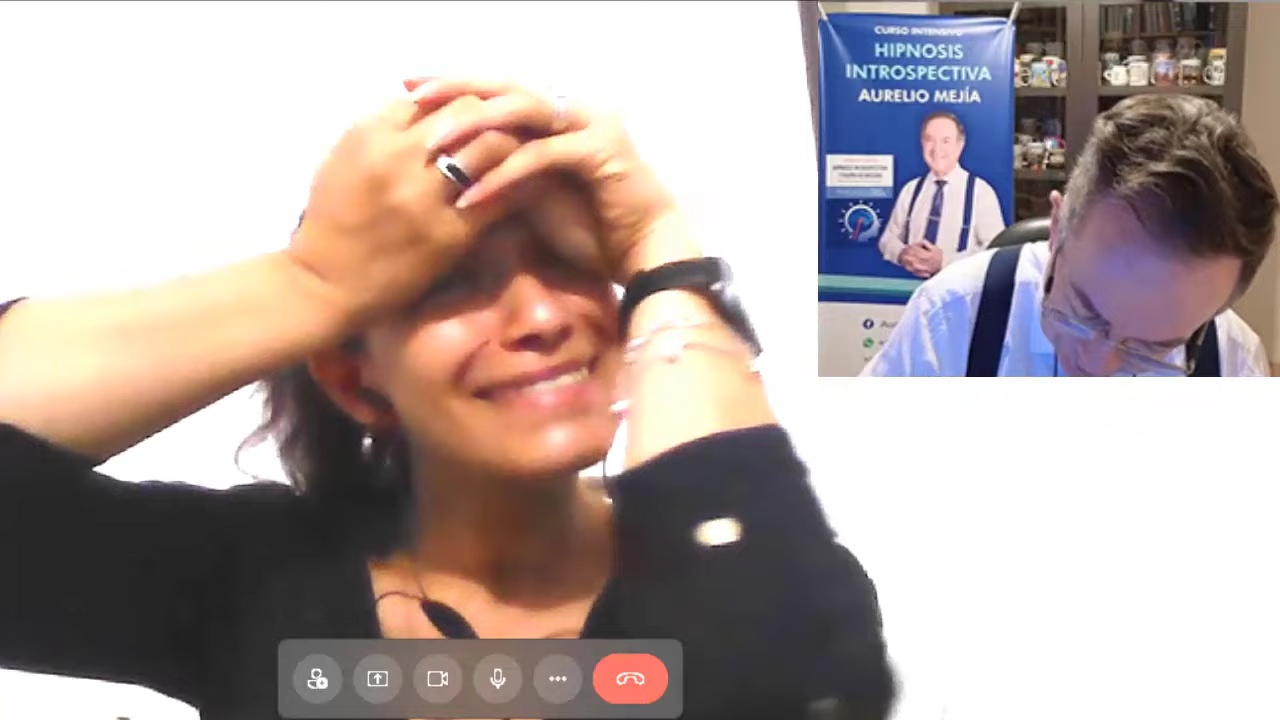 CURSO INTENSIVO
HIPNOSIS
INTROSPECTIVA
AURELIO MEJÍA